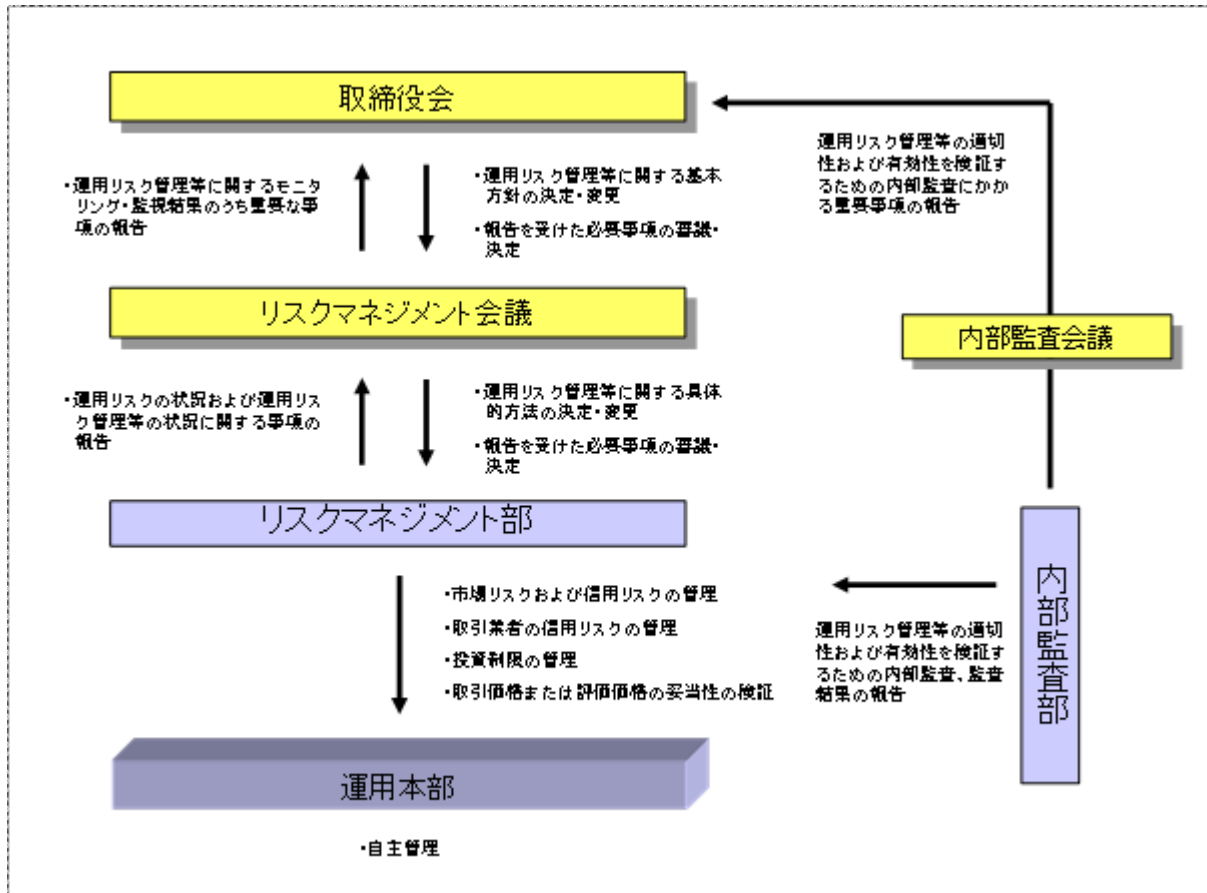 取締役会
運用リスク管理等の適切
性および有効性を検証す
るための内部監査にかか
る重要事項の報告
・運用リスク管理等に関するモニタ
リング・監視結果のうち重要な事
項の報告
・運用リスク管理等に関する基本
方針の決定・変更
・報告を受けた必要事項の審議・
決定
リスクマネジメント会議
内部監査会議
・運用リスクの状況および運用リス
ク管理等の状況に関する事項の
報告
・運用リスク管理等に関する具体
的方法の決定・変更
・報告を受けた必要事項の審議・
決定
リスクマネジメント部
内部監査部
・市場リスクおよび信用リスクの管理
・取引業者の信用リスクの管理
・投資制限の管理
・取引価格または評価価格の妥当性の検証
運用リスク管理等の適切
性および有効性を検証す
るための内部監査、監査
結果の報告
運用本部
・自主管理